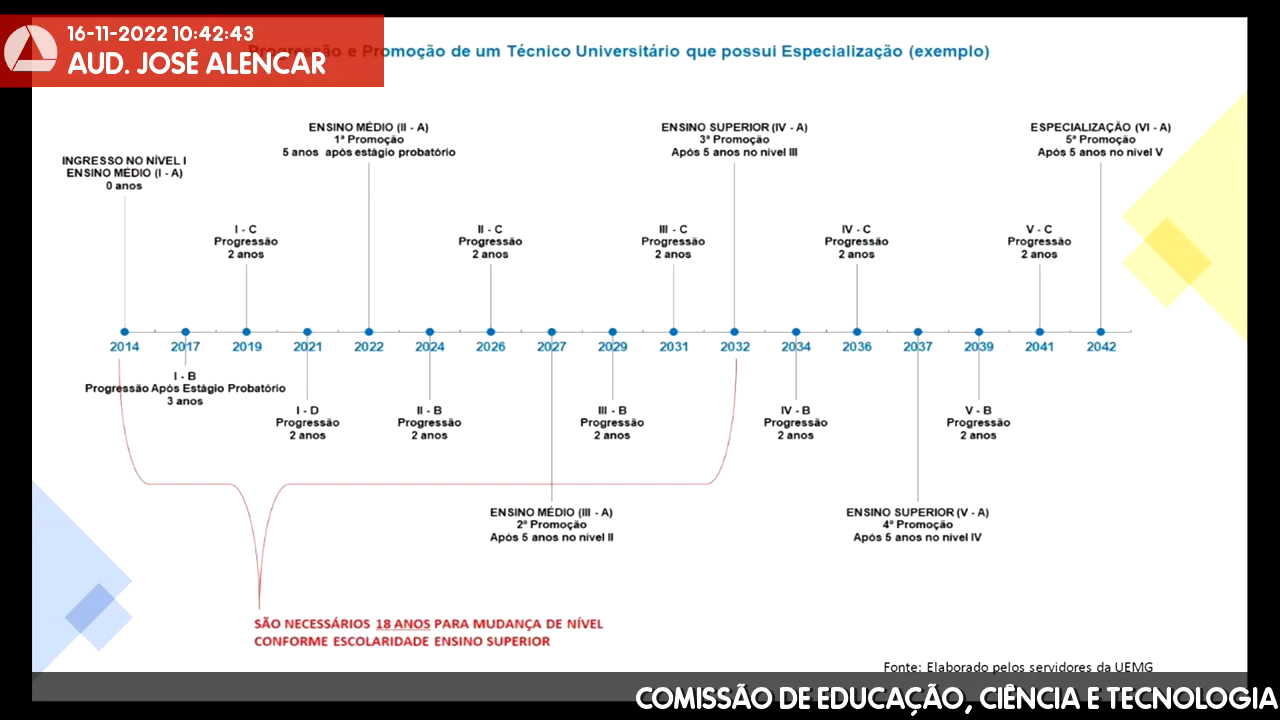 16-11-2022 10:42:43
AUD. JOSÉ ALENCAR
Progressão e Promoção de um Técnico Universitário que possui Especialização (exemplo)
ENSINO MÉDIO (II - A)
1ª Promoção
5 anos após estágio probatório
ENSINO SUPERIOR (IV - A)
3ª Promoção
Após 5 anos no nível III
ESPECIALIZAÇÃO (VI - A)
5ª Promoção
Após 5 anos no nível V
INGRESSO NO NÍVEL I
ENSINO MÉDIO (I - A)
0 anos
I - C
Progressão
2 anos
II - C
Progressão
2 anos
III - C
Progressão
2 anos
IV - C
Progressão
2 anos
V - C
Progressão
2 anos
2014 2017 2019 2021 2022 2024 2026 2027 2029 2031 2032 2034 2036 2037 2039 2041 2042
I - B
Progressão Após Estágio Probatório
3 anos
I - D
Progressão
2 anos
II - B
Progressão
2 anos
III - B
Progressão
2 anos
IV - B
Progressão
2 anos
V - B
Progressão
2 anos
ENSINO MÉDIO (III - A)
2ª Promoção
Após 5 anos no nível II
ENSINO SUPERIOR (V - A)
4ª Promoção
Após 5 anos no nível IV
SÃO NECESSÁRIOS 18 ANOS PARA MUDANÇA DE NÍVEL
CONFORME ESCOLARIDADE ENSINO SUPERIOR
Fonte: Elaborado pelos servidores da UEMG
COMISSÃO DE EDUCAÇÃO, CIÊNCIA E TECNOLOGIA